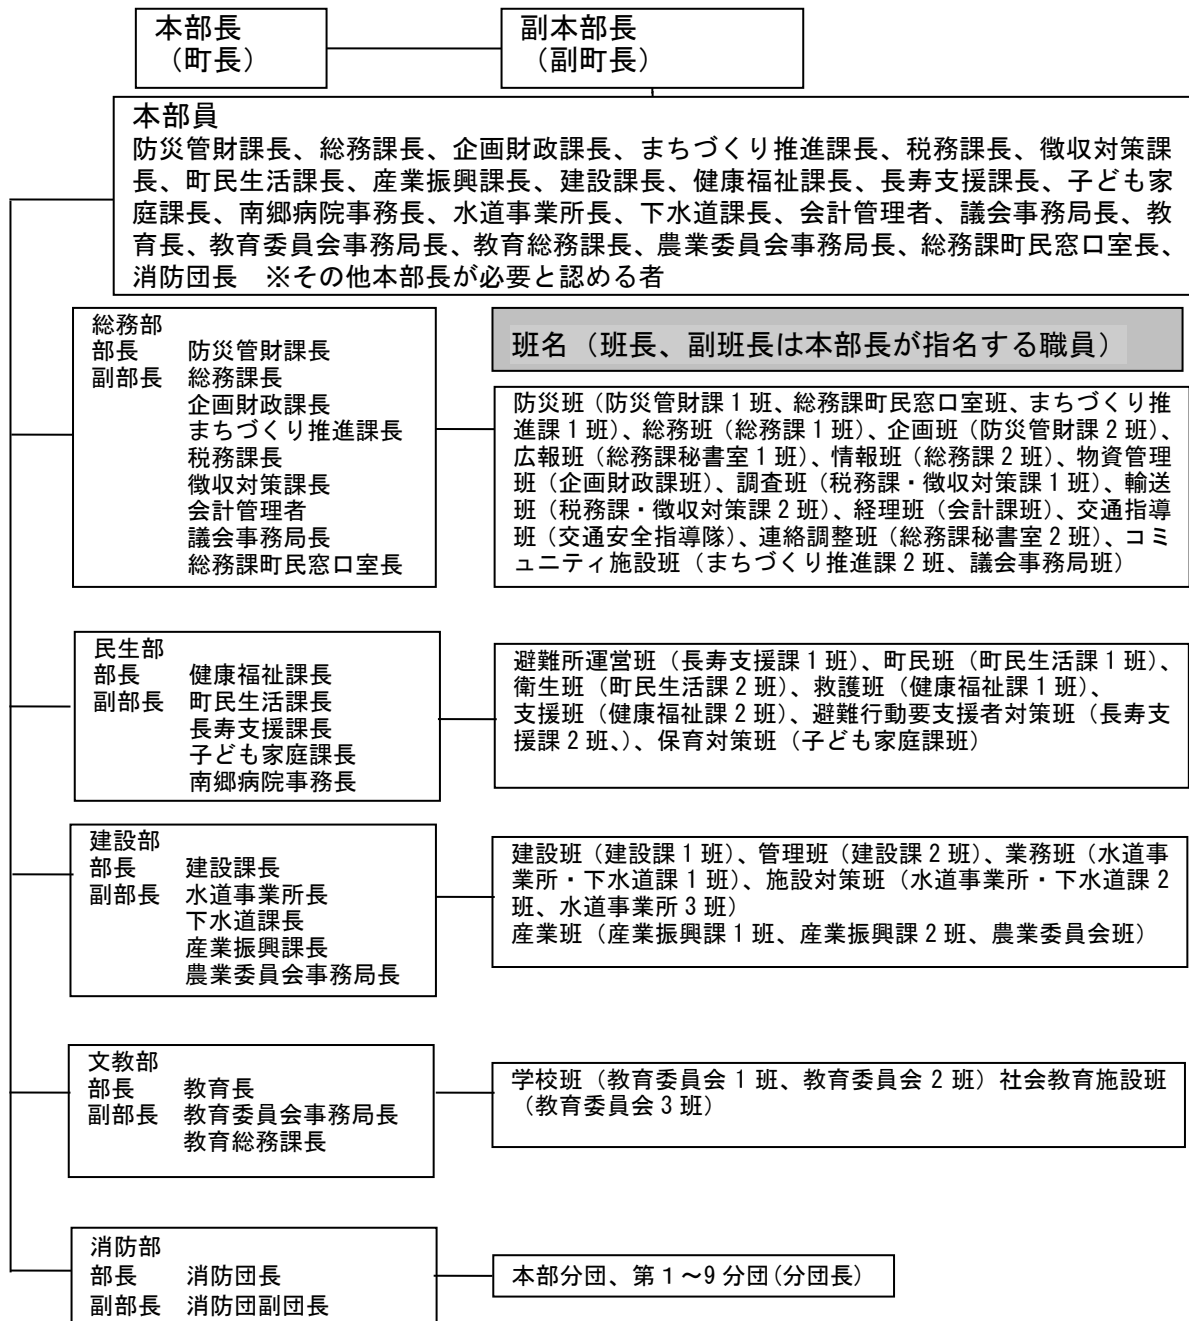 本部長
（町長）
副本部長
（副町長）
本部員
防災管財課長、総務課長、企画財政課長、まちづくり推進課長、税務課長、徴収対策課
長、町民生活課長、産業振興課長、建設課長、健康福祉課長、長寿支援課長、子ども家
庭課長、南郷病院事務長、水道事業所長、下水道課長、会計管理者、議会事務局長、教
育長、教育委員会事務局長、教育総務課長、農業委員会事務局長、総務課町民窓口室長、
消防団長　※その他本部長が必要と認める者
総務部
部長　防災管財課長
副部長　総務課長
企画財政課長
まちづくり推進課長
税務課長
徴収対策課長
会計管理者
議会事務局長
総務課町民窓口室長
班名（班長、副班長は本部長が指名する職員）
防災班（防災管財課1班、総務課町民窓口室班、まちづくり推
進課1班）、総務班（総務課1班）、企画班（防災管財課2班）、
広報班（総務課秘書室1班）、情報班（総務課2班）、物資管理
班（企画財政課班）、調査班（税務課・徴収対策課1班）、輸送
班（税務課・徴収対策課2班）、経理班（会計課班）、交通指導
班（交通安全指導隊）、連絡調整班（総務課秘書室2班）、コミ
ュニティ施設班（まちづくり推進課2班、議会事務局班）
民生部
部長　健康福祉課長
副部長　町民生活課長
長寿支援課長
子ども家庭課長
南郷病院事務長
避難所運営班（長寿支援課1班）、町民班（町民生活課1班）、
衛生班（町民生活課2班）、救護班（健康福祉課1班）、
支援班（健康福祉課2班）、避難行動要支援者対策班（長寿支
援課2班、）、保育対策班（子ども家庭課班）
建設部
部長　建設課長
副部長　水道事業所長
下水道課長
産業振興課長
農業委員会事務局長
建設班（建設課1班）、管理班（建設課2班）、業務班（水道事
業所・下水道課1班）、施設対策班（水道事業所・下水道課2
班、水道事業所3班）
産業班（産業振興課1班、産業振興課2班、農業委員会班）
文教部
部長　教育長
副部長　教育委員会事務局長
教育総務課長
学校班（教育委員会1班、教育委員会2班）社会教育施設班
（教育委員会3班）
消防部
部長　消防団長
副部長　消防団副団長
本部分団、第1～9分団(分団長)